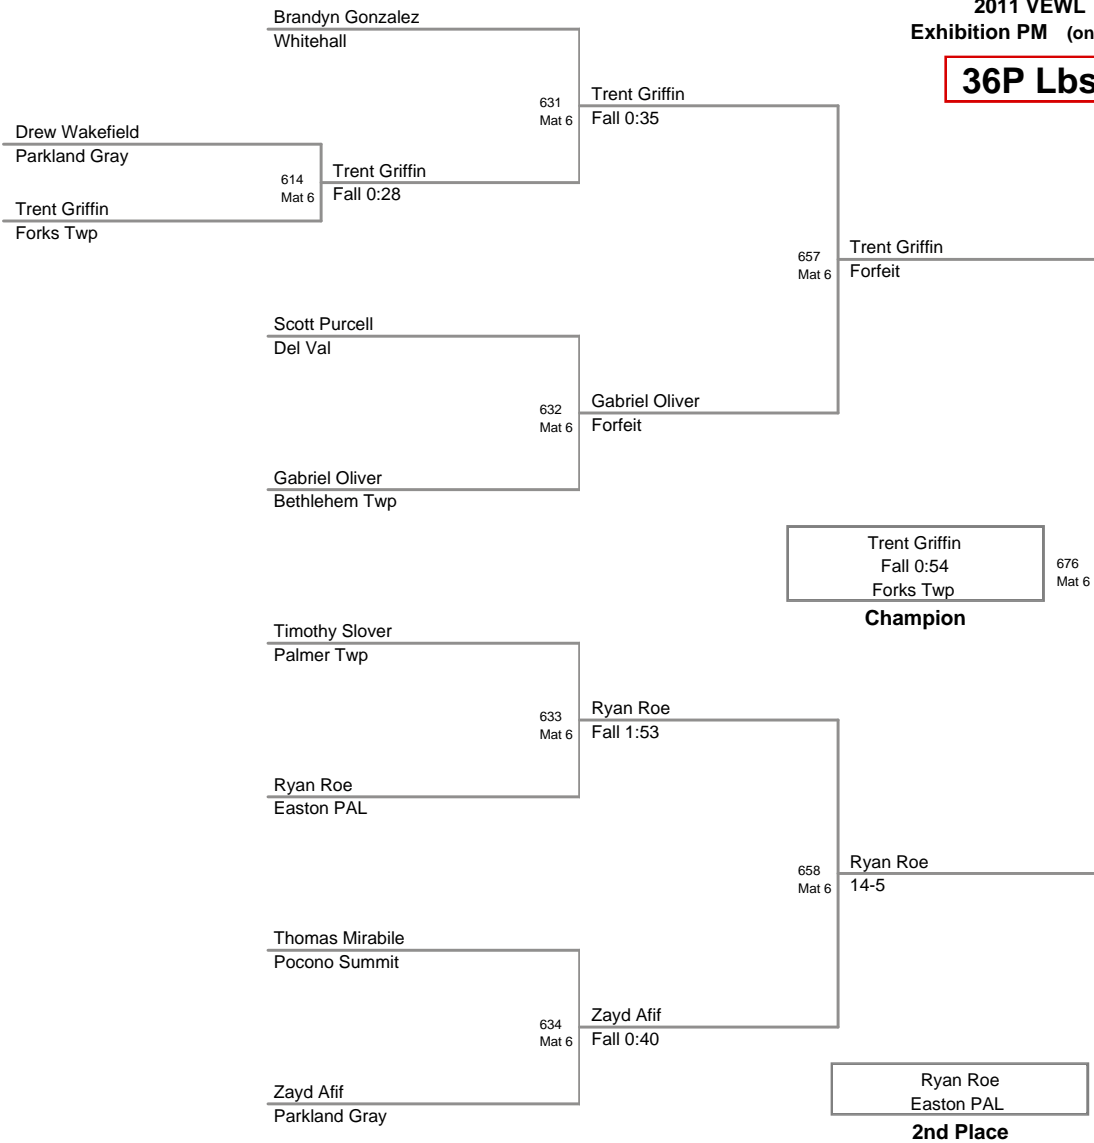 2011 VEWL
Exhibition PM (on
36P Lbs
Brandyn Gonzalez
Whitehall
631
Mat 6
Trent Griffin
Fall 0:35
Drew Wakefield
Parkland Gray
614
Mat 6
Trent Griffin
Fall 0:28
Trent Griffin
Forks Twp
657
Mat 6
Trent Griffin
Forfeit
Scott Purcell
Del Val
632
Mat 6
Gabriel Oliver
Forfeit
Gabriel Oliver
Bethlehem Twp
Trent Griffin
Fall 0:54
Forks Twp
676
Mat 6
Champion
Timothy Slover
Palmer Twp
633
Mat 6
Ryan Roe
Fall 1:53
Ryan Roe
Easton PAL
658
Mat 6
Ryan Roe
14-5
Thomas Mirabile
Pocono Summit
634
Mat 6
Zayd Afif
Fall 0:40
Zayd Afif
Parkland Gray
Ryan Roe
Easton PAL
2nd Place